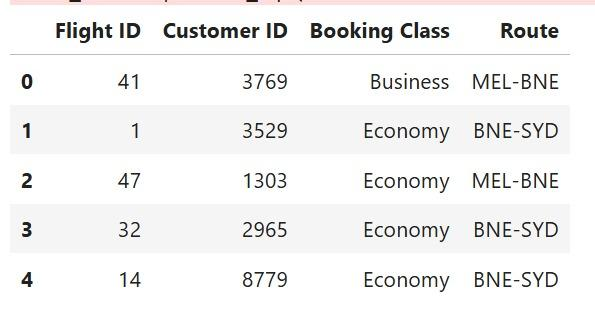 Flight ID Customer ID Booking Class Route
0 41 3769 Business MEL-BNE
1 1 3529 Economy BNE-SYD
2 47 1303 Economy MEL-BNE
3 32 2965 Economy BNE-SYD
4 14 8779 Economy BNE-SYD